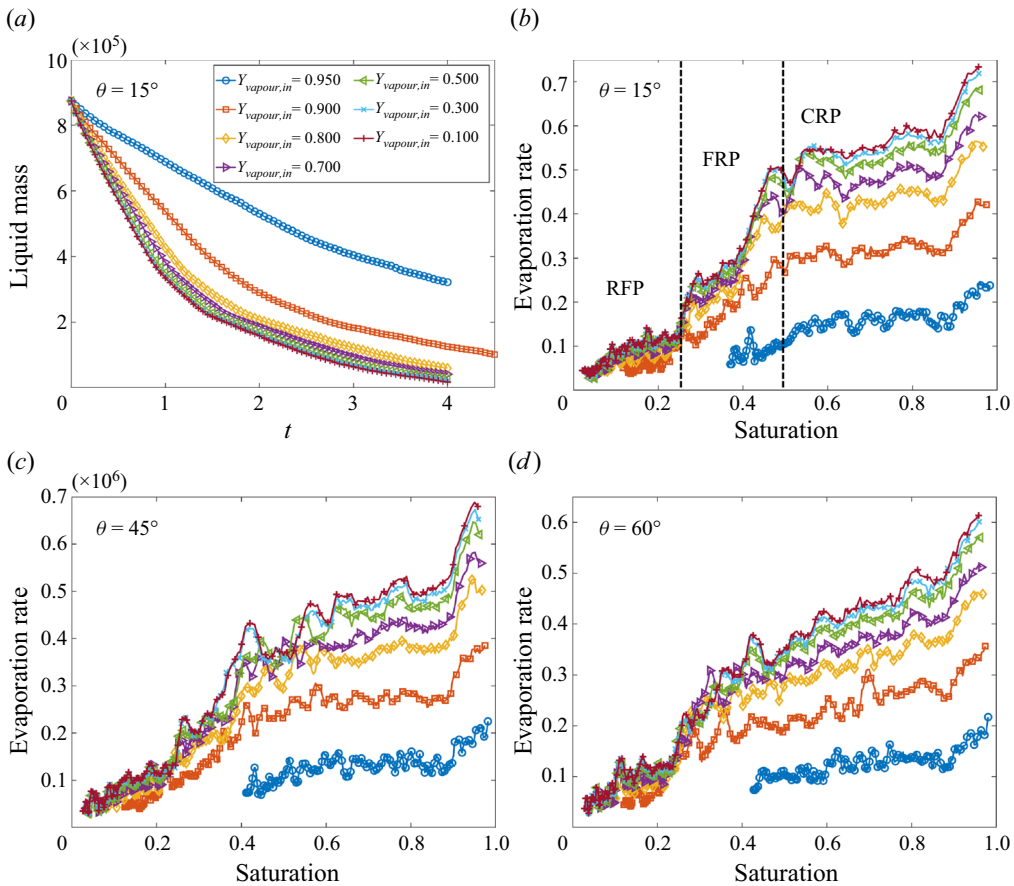 (a)
(×10⁵)
10
8
6
4
2
0
1
2
3
4
Liquid mass
t
θ = 15°
Y_vapour,in = 0.950
Y_vapour,in = 0.900
Y_vapour,in = 0.800
Y_vapour,in = 0.700
Y_vapour,in = 0.500
Y_vapour,in = 0.300
Y_vapour,in = 0.100
(b)
θ = 15°
CRP
FRP
RFP
0.7
0.6
0.5
0.4
0.3
0.2
0.1
0
0.2
0.4
0.6
0.8
1.0
Evaporation rate
Saturation
(c)
(×10⁶)
0.7
0.6
0.5
0.4
0.3
0.2
0.1
0
0.2
0.4
0.6
0.8
1.0
θ = 45°
Evaporation rate
Saturation
(d)
0.6
0.5
0.4
0.3
0.2
0.1
0
0.2
0.4
0.6
0.8
1.0
θ = 60°
Evaporation rate
Saturation